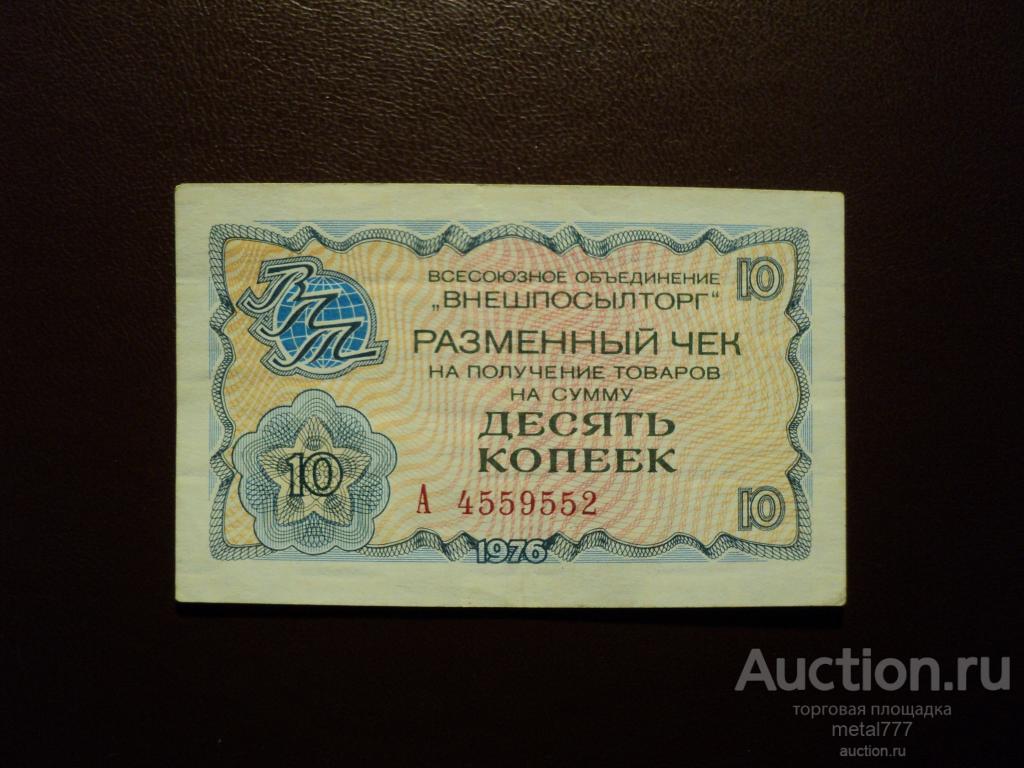 ВПТ
ВСЕСОЮЗНОЕ ОБЪЕДИНЕНИЕ
„ВНЕШПОСЫЛТОРГ"
10
РАЗМЕННЫЙ ЧЕК
НА ПОЛУЧЕНИЕ ТОВАРОВ
НА СУММУ
ДЕСЯТЬ
КОПЕЕК
10
А 4559552
10
1976
Auction.ru
торговая площадка
metal777
auction.ru